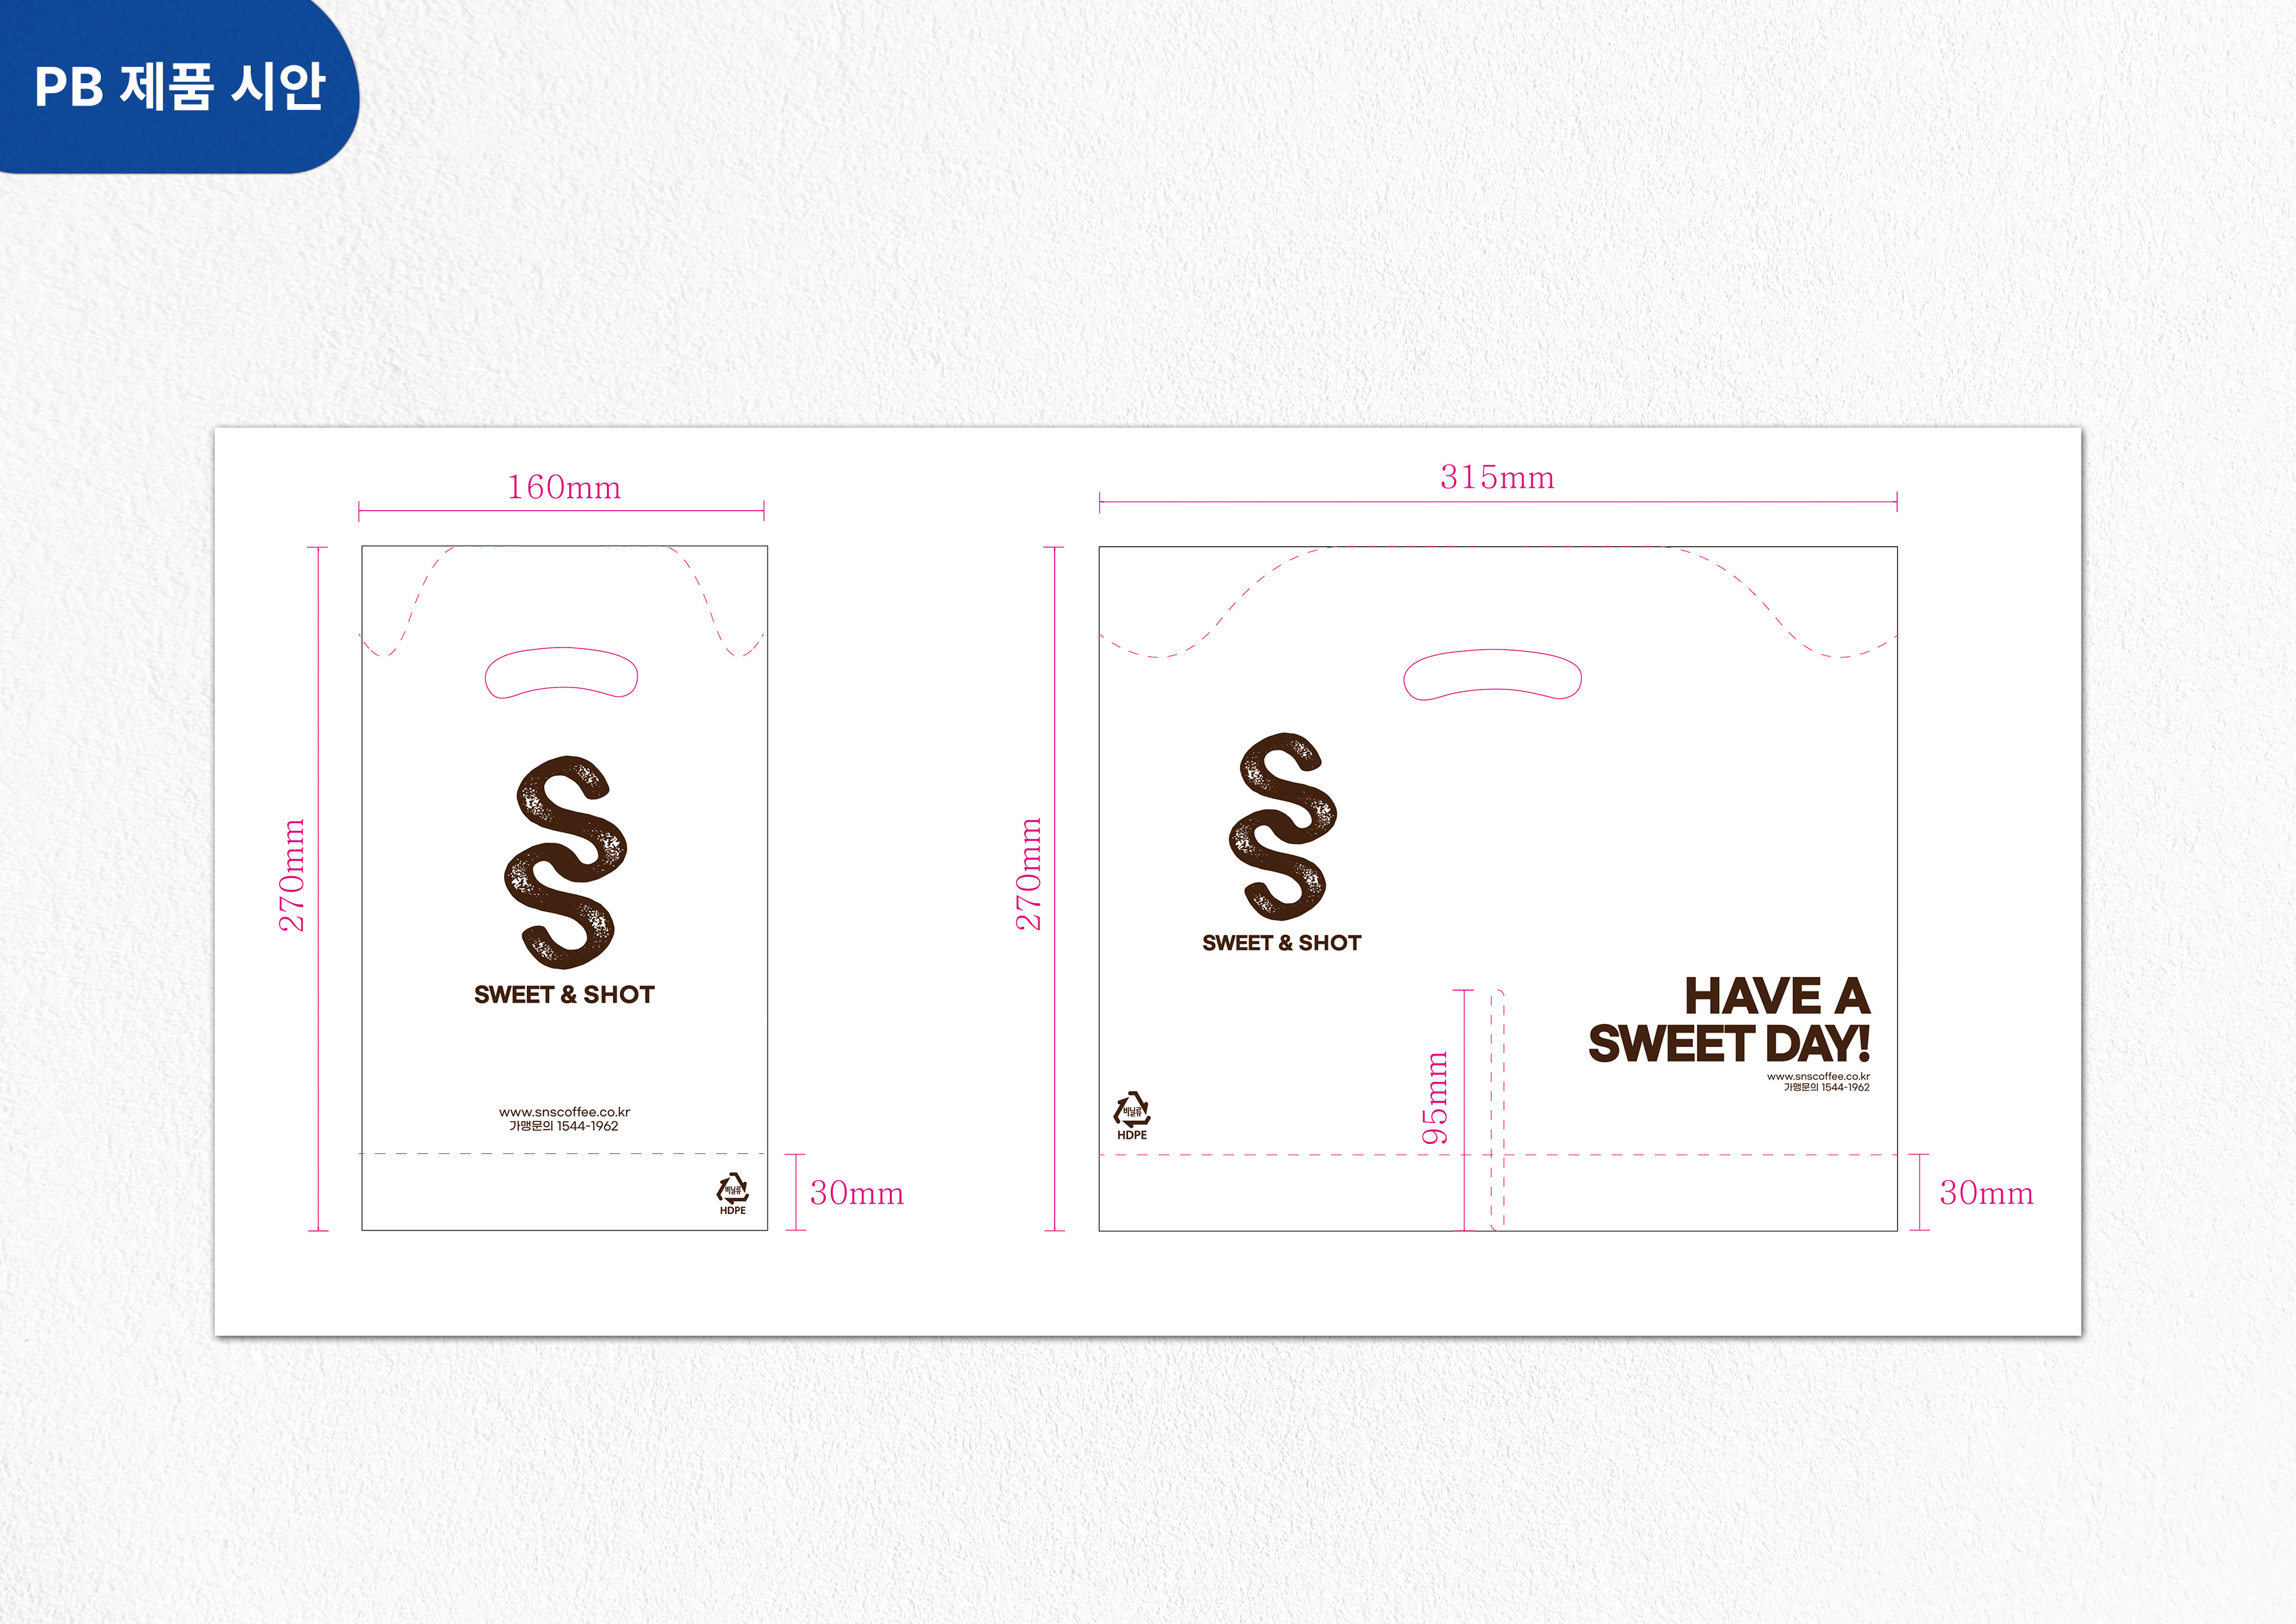 PB 제품 시안
160mm
270mm
SWEET & SHOT
www.snscoffee.co.kr
가맹문의 1544-1962
비닐류
HDPE
30mm
315mm
270mm
SWEET & SHOT
HAVE A
SWEET DAY!
www.snscoffee.co.kr
가맹문의 1544-1962
95mm
비닐류
HDPE
30mm